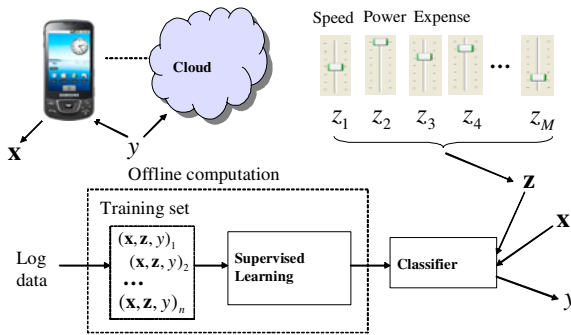 Speed Power Expense
Cloud
...
z1 z2 z3 z4 zM
x
y
Offline computation
z
Training set
x
(x, z, y)1
(x, z, y)2
...
(x, z, y)n
Log
data
Supervised
Learning
Classifier
y